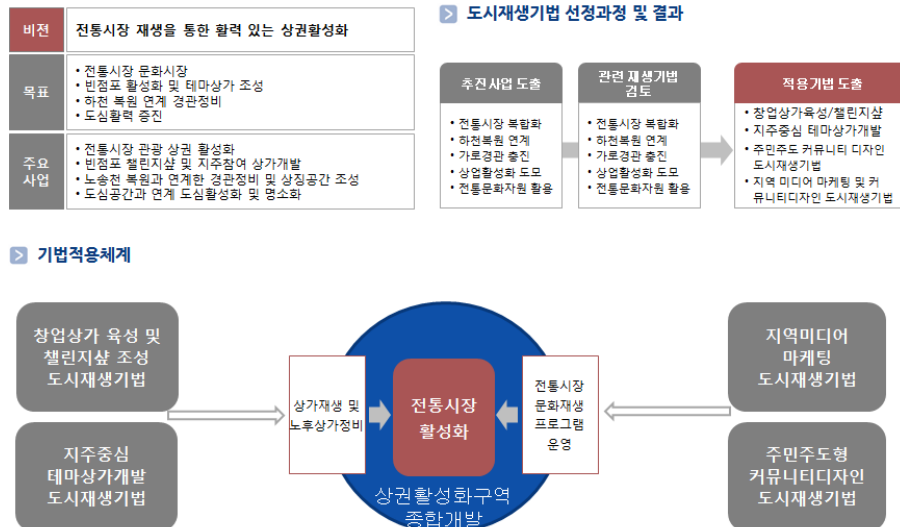 비전
전통시장 재생을 통한 활력 있는 상권활성화
목표
• 전통시장 문화시장
• 빈점포 활성화 및 테마상가 조성
• 하천 복원 연계 경관정비
• 도심활력 증진
주요
사업
• 전통시장 관광 상권 활성화
• 빈점포 챌린지샵 및 지주참여 상가개발
• 노송천 복원과 연계한 경관정비 및 상징공간 조성
• 도심공간과 연계 도심활성화 및 명소화
도시재생기법 선정과정 및 결과
추진 사업 도출
• 전통시장 복합화
• 하천복원 연계
• 가로경관 증진
• 상업활성화 도모
• 전통문화자원 활용
관련 재생기법
검토
• 전통시장 복합화
• 하천복원 연계
• 가로경관 증진
• 상업활성화 도모
• 전통문화자원 활용
적용기법 도출
• 창업상가육성/챌린지샾
• 지주중심 테마상가개발
• 주민주도 커뮤니티 디자인
도시재생기법
• 지역 미디어 마케팅 및 커
뮤니티디자인 도시재생기법
기법적용체계
창업상가 육성 및
챌린지샾 조성
도시재생기법
지주중심
테마상가개발
도시재생기법
상가재생 및
노후상가정비
전통시장
활성화
전통시장
문화재생
프로그램
운영
상권활성화구역
종합개발
지역미디어
마케팅
도시재생기법
주민주도형
커뮤니티디자인
도시재생기법